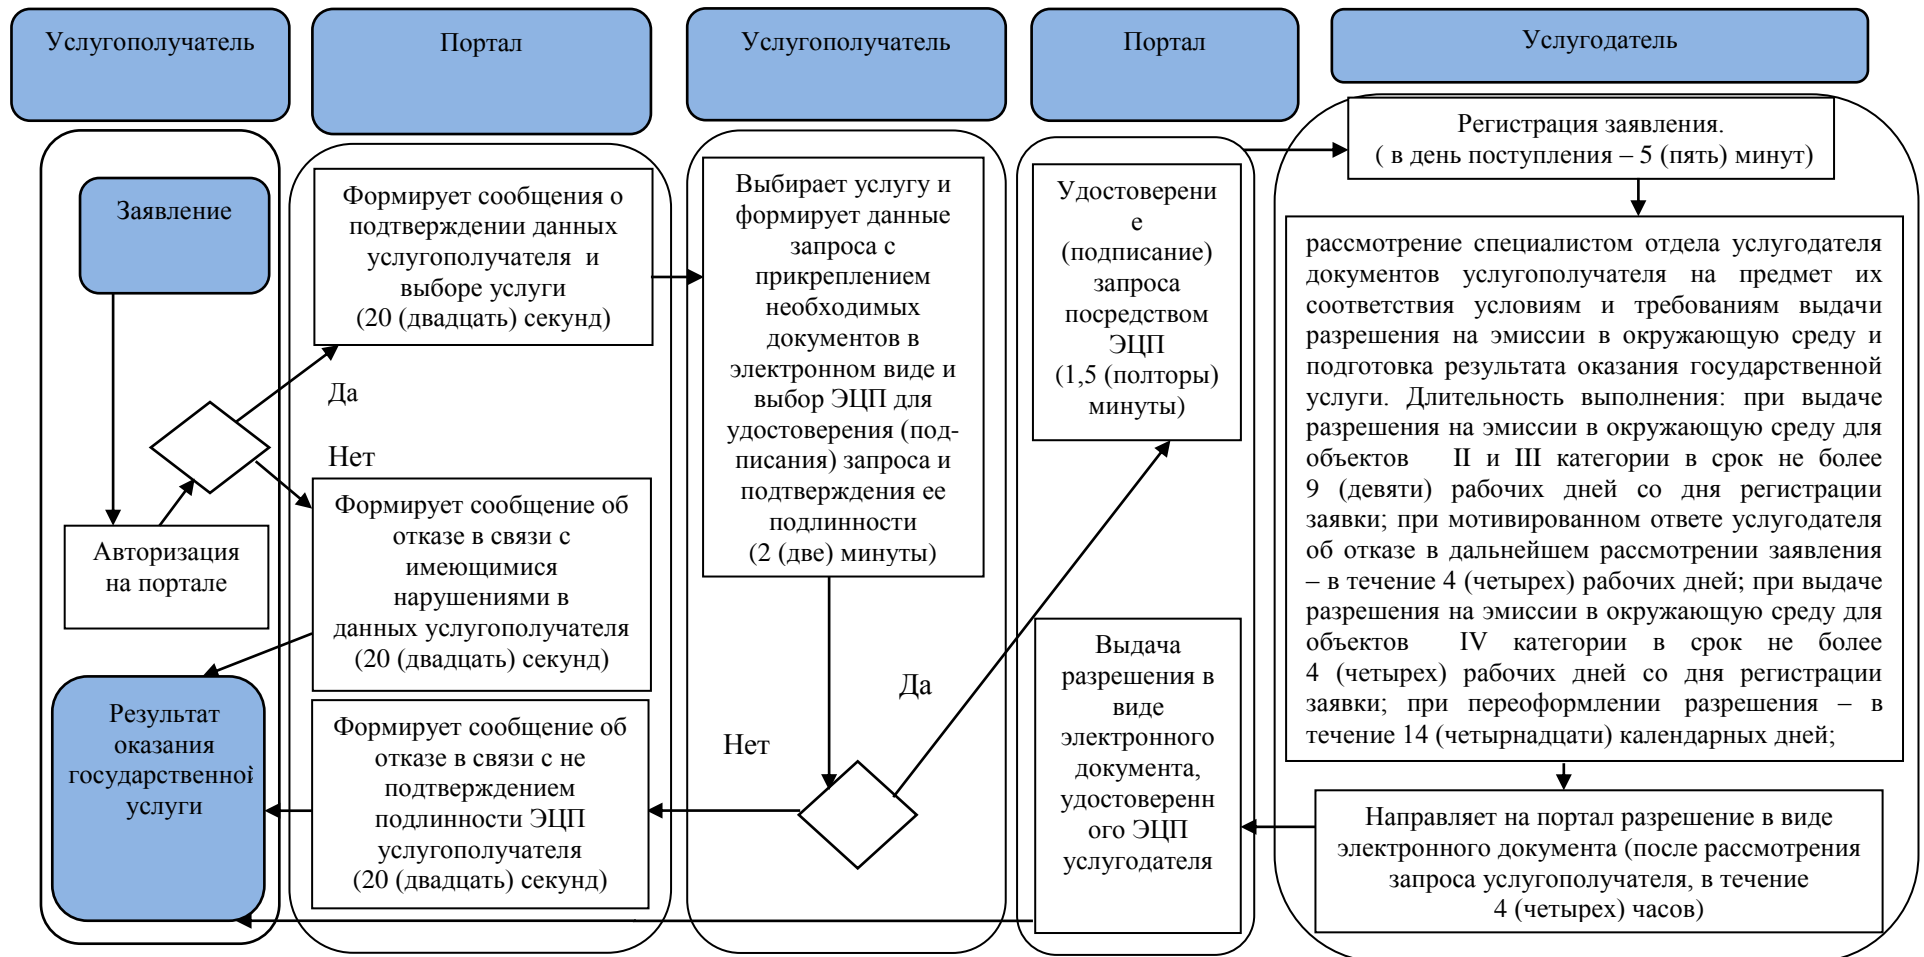 Услугополучатель
Портал
Услугополучатель
Портал
Услугодатель
Заявление
Авторизация
на портале
Результат
оказания
государственной
услуги
Формирует сообщения о
подтверждении данных
услугополучателя и
выборе услуги
(20 (двадцать) секунд)
Да
Нет
Формирует сообщение об
отказе в связи с
имеющимися
нарушениями в
данных услугополучателя
(20 (двадцать) секунд)
Формирует сообщение об
отказе в связи с не
подтверждением
подлинности ЭЦП
услугополучателя
(20 (двадцать) секунд)
Выбирает услугу и
формирует данные
запроса с
прикреплением
необходимых
документов в
электронном виде и
выбор ЭЦП для
удостоверения (под-
писания) запроса и
подтверждения ее
подлинности
(2 (две) минуты)
Нет
Да
Удостоверени
е
(подписание)
запроса
посредством
ЭЦП
(1,5 (полторы)
минуты)
Выдача
разрешения в
виде
электронного
документа,
удостоверенн
ого ЭЦП
услугодателя
Регистрация заявления.
( в день поступления – 5 (пять) минут)
рассмотрение специалистом отдела услугодателя
документов услугополучателя на предмет их
соответствия условиям и требованиям выдачи
разрешения на эмиссии в окружающую среду и
подготовка результата оказания государственной
услуги. Длительность выполнения: при выдаче
разрешения на эмиссии в окружающую среду для
объектов II и III категории в срок не более
9 (девяти) рабочих дней со дня регистрации
заявки; при мотивированном ответе услугодателя
об отказе в дальнейшем рассмотрении заявления
– в течение 4 (четырех) рабочих дней; при выдаче
разрешения на эмиссии в окружающую среду для
объектов IV категории в срок не более
4 (четырех) рабочих дней со дня регистрации
заявки; при переоформлении разрешения – в
течение 14 (четырнадцати) календарных дней;
Направляет на портал разрешение в виде
электронного документа (после рассмотрения
запроса услугополучателя, в течение
4 (четырех) часов)